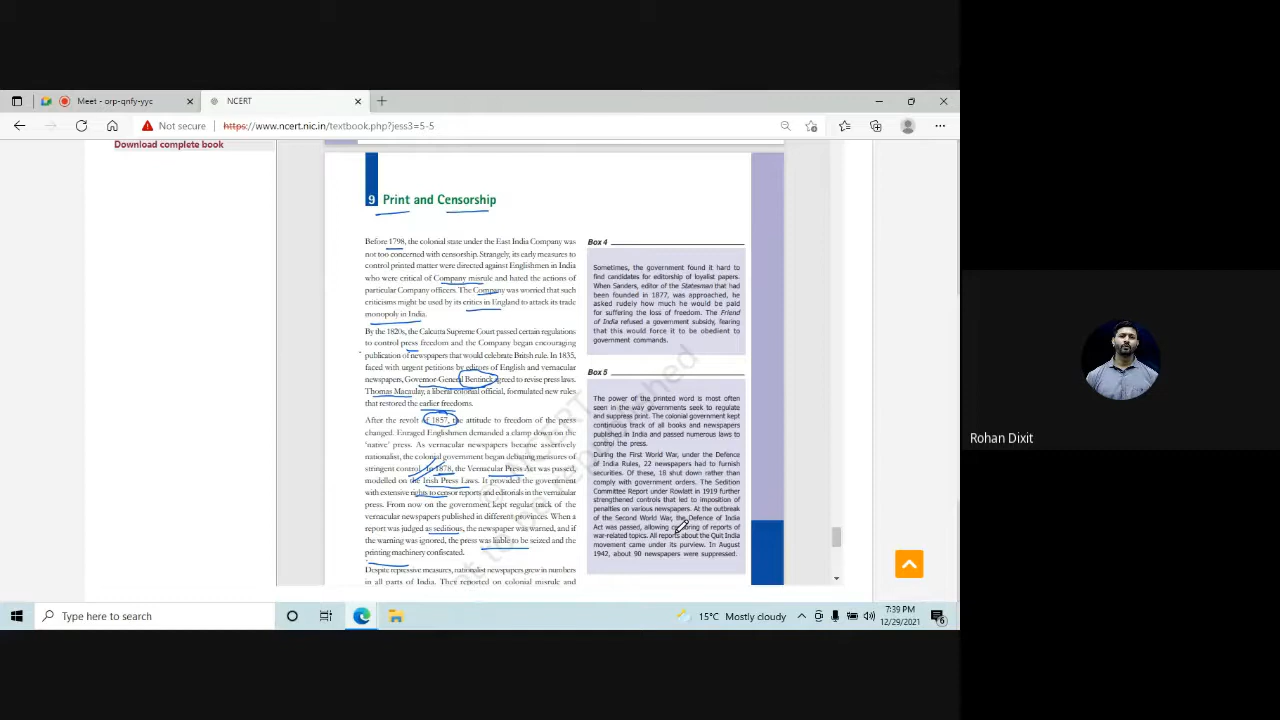 Meet - orp-qnfy-yyc
NCERT
Not secure
https://www.ncert.nic.in/textbook.php?jess3=5-5
Download complete book
9 Print and Censorship
Before 1798, the colonial state under the East India Company was
not too concerned with censorship. Strangely, its early measures to
control printed matter were directed against Englishmen in India
who were critical of Company misrule and hated the actions of
particular Company officers. The Company was worried that such
criticisms might be used by its critics in England to attack its trade
monopoly in India.
By the 1820s, the Calcutta Supreme Court passed certain regulations
to control press freedom and the Company began encouraging
publication of newspapers that would celebrate British rule. In 1835,
faced with urgent petitions by editors of English and vernacular
newspapers, Governor-General Bentinck agreed to revise press laws.
Thomas Macaulay, a liberal colonial official, formulated new rules
that restored the earlier freedoms.
After the revolt of 1857, the attitude to freedom of the press
changed. Enraged Englishmen demanded a clamp down on the
'native' press. As vernacular newspapers became assertively
nationalist, the colonial government began debating measures of
stringent control. In 1878, the Vernacular Press Act was passed,
modelled on the Irish Press Laws. It provided the government
with extensive rights to censor reports and editorials in the vernacular
press. From now on the government kept regular track of the
vernacular newspapers published in different provinces. When a
report was judged as seditious, the newspaper was warned, and if
the warning was ignored, the press was liable to be seized and the
printing machinery confiscated.
Despite repressive measures, nationalist newspapers grew in numbers
in all parts of India. They reported on colonial misrule and
Box 4
Sometimes, the government found it hard to
find candidates for editorship of loyalist papers.
When Sanders, editor of the Statesman that had
been founded in 1877, was approached, he
asked rudely how much he would be paid
for suffering the loss of freedom. The Friend
of India refused a government subsidy, fearing
that this would force it to be obedient to
government commands.
Box 5
The power of the printed word is most often
seen in the way governments seek to regulate
and suppress print. The colonial government kept
continuous track of all books and newspapers
published in India and passed numerous laws to
control the press.
During the First World War, under the Defence
of India Rules, 22 newspapers had to furnish
securities. Of these, 18 shut down rather than
comply with government orders. The Sedition
Committee Report under Rowlatt in 1919 further
strengthened controls that led to imposition of
penalties on various newspapers. At the outbreak
of the Second World War, the Defence of India
Act was passed, allowing censoring of reports of
war-related topics. All reports about the Quit India
movement came under its purview. In August
1942, about 90 newspapers were suppressed.
Rohan Dixit
Type here to search
15°C Mostly cloudy
7:39 PM
12/29/2021
6